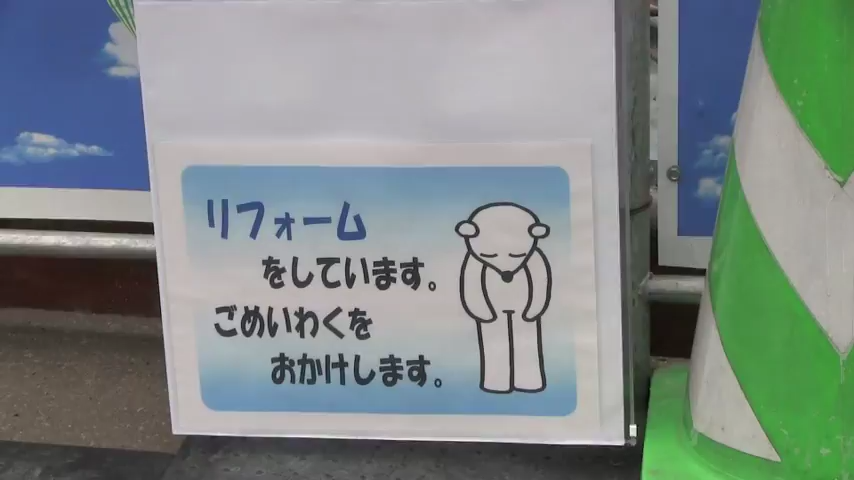 リフォーム
をしています。
ごめいわくを
おかけします。